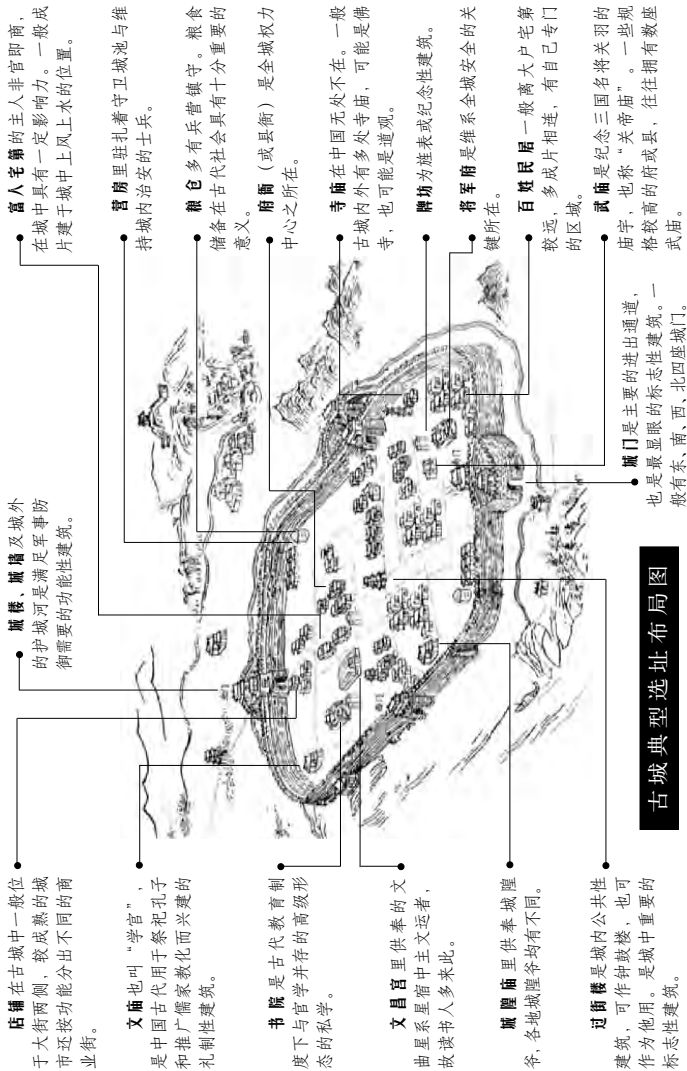 店铺在古城中一般位
于大街两侧，较成熟的城
市还按功能分出不同的商
业街。
文庙也叫“学宫”，
是中国古代用于祭祀孔子
和推广儒家教化而兴建的
礼制性建筑。
书院是古代教育制
度下与官学并存的高级形
态的私学。
文昌宫里供奉的文
曲星系星宿中主文运者，
故读书人多来此。
城隍庙里供奉城隍
爷，各地城隍爷均有不同。
过街楼是城内公共性
建筑，可作钟鼓楼，也可
作为他用。是城中重要的
标志性建筑。
城楼、城墙及城外
的护城河是满足军事防
御需要的功能性建筑。
古城典型选址布局图
富人宅第的主人非官即商，
在城中具有一定影响力。一般成
片建于城中上风上水的位置。
营房里驻扎着守卫城池与维
持城内治安的士兵。
粮仓多有兵营镇守。粮食
储备在古代社会具有十分重要的
意义。
府衙（或县衙）是全城权力
中心之所在。
寺庙在中国无处不在。一般
古城内外有多处寺庙，可能是佛
寺，也可能是道观。
牌坊为旌表或纪念性建筑。
将军府是维系全城安全的关
键所在。
百姓民居一般离大户宅第
较远，多成片相连，有自己专门
的区域。
武庙是纪念三国名将关羽的
庙宇，也称“关帝庙”。一些规
格较高的府或县，往往拥有数座
武庙。
城门是主要的进出通道，
也是最显眼的标志性建筑。一
般有东、南、西、北四座城门。